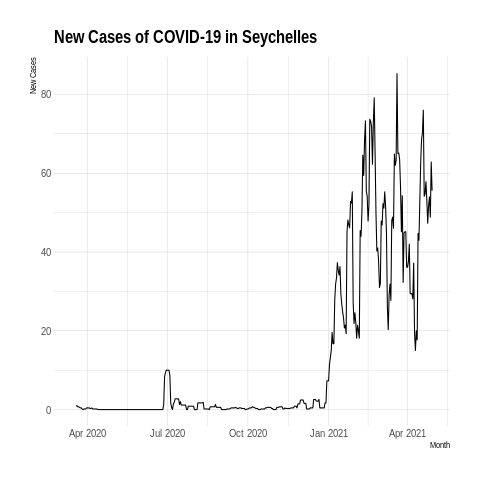 New Cases of COVID-19 in Seychelles
New Cases
80
60
40
20
0
Apr 2020 Jul 2020 Oct 2020 Jan 2021 Apr 2021
Month